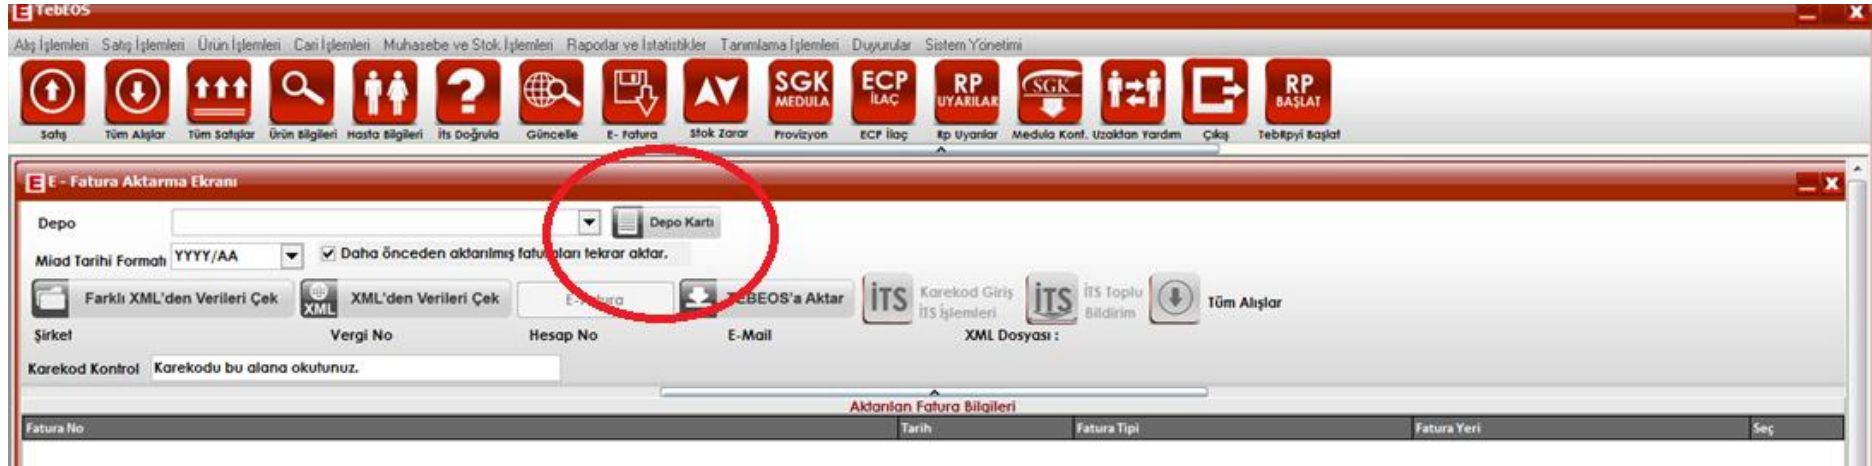 TebEOS
Alış İşlemleri Satış İşlemleri Ürün İşlemleri Cari İşlemleri Muhasebe ve Stok İşlemleri Raporlar ve İstatistikler Tanımlama İşlemleri Duyurular Sistem Yönetimi
SGK MEDULA ECP İLAÇ RP UYARILAR SGK RP BAŞLAT
Satış Tüm Alışlar Tüm Satışlar Ürün Bilgileri Hasta Bilgileri İts Doğrula Güncelle E- Fatura Stok Zarar Provizyon ECP İlaç Rp Uyarılar Medula Kont. Uzaktan Yardım Çıkış TebRpyi Başlat
E - Fatura Aktarma Ekranı
Depo Depo Kartı
Miad Tarihi Formatı YYYY/AA Daha önceden aktarılmış faturaları tekrar aktar.
Farklı XML'den Verileri Çek XML XML'den Verileri Çek E-Fatura TEBEOS'a Aktar İTS Karekod Giriş İTS İşlemleri İTS İTS Toplu Bildirim Tüm Alışlar
Şirket Vergi No Hesap No E-Mail XML Dosyası :
Karekod Kontrol Karekodu bu alana okutunuz.
Aktarılan Fatura Bilgileri
Fatura No Tarih Fatura Tipi Fatura Yeri Seç